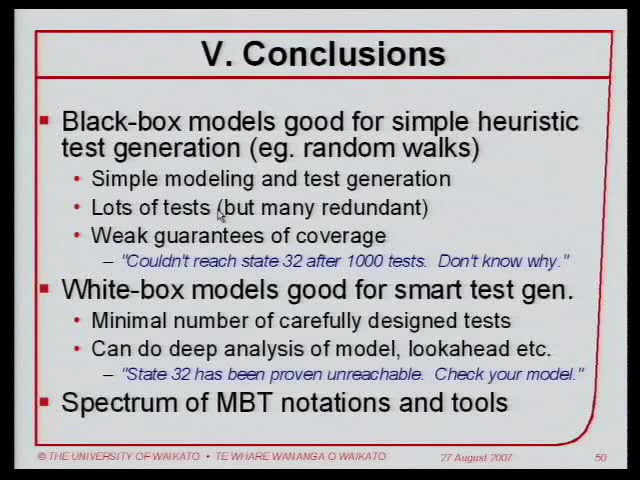 V. Conclusions
Black-box models good for simple heuristic
test generation (eg. random walks)
Simple modeling and test generation
Lots of tests (but many redundant)
Weak guarantees of coverage
– "Couldn't reach state 32 after 1000 tests. Don't know why."
White-box models good for smart test gen.
Minimal number of carefully designed tests
Can do deep analysis of model, lookahead etc.
– "State 32 has been proven unreachable. Check your model."
Spectrum of MBT notations and tools
© THE UNIVERSITY OF WAIKATO • TE WHARE WANANGA O WAIKATO
27 August 2007
50